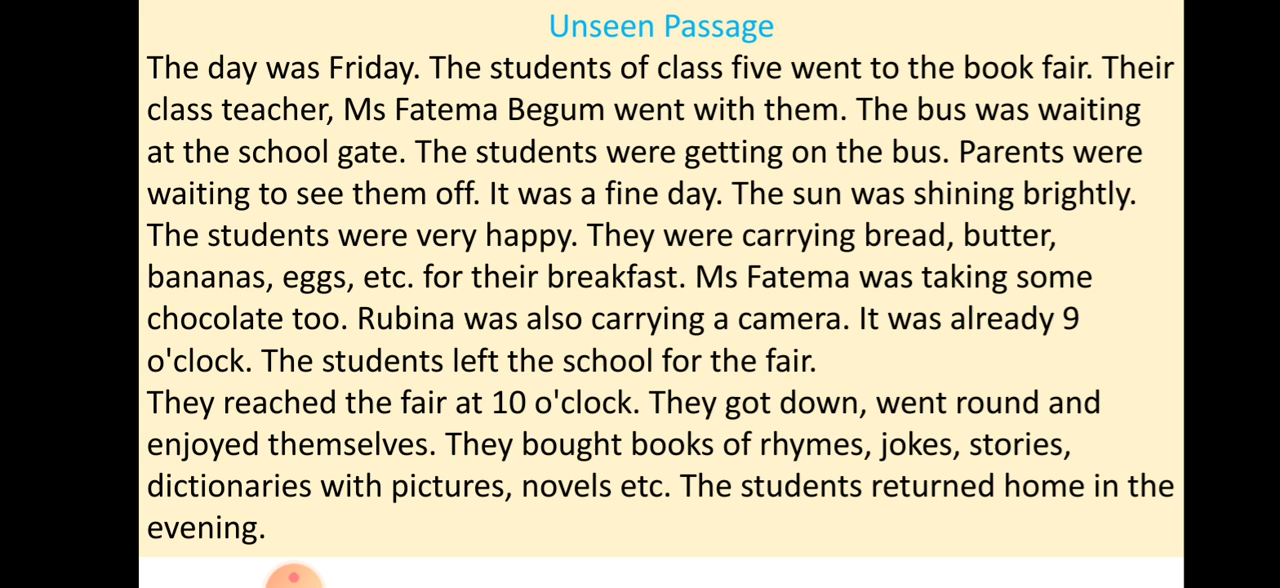 Unseen Passage
The day was Friday. The students of class five went to the book fair. Their
class teacher, Ms Fatema Begum went with them. The bus was waiting
at the school gate. The students were getting on the bus. Parents were
waiting to see them off. It was a fine day. The sun was shining brightly.
The students were very happy. They were carrying bread, butter,
bananas, eggs, etc. for their breakfast. Ms Fatema was taking some
chocolate too. Rubina was also carrying a camera. It was already 9
o'clock. The students left the school for the fair.
They reached the fair at 10 o'clock. They got down, went round and
enjoyed themselves. They bought books of rhymes, jokes, stories,
dictionaries with pictures, novels etc. The students returned home in the
evening.